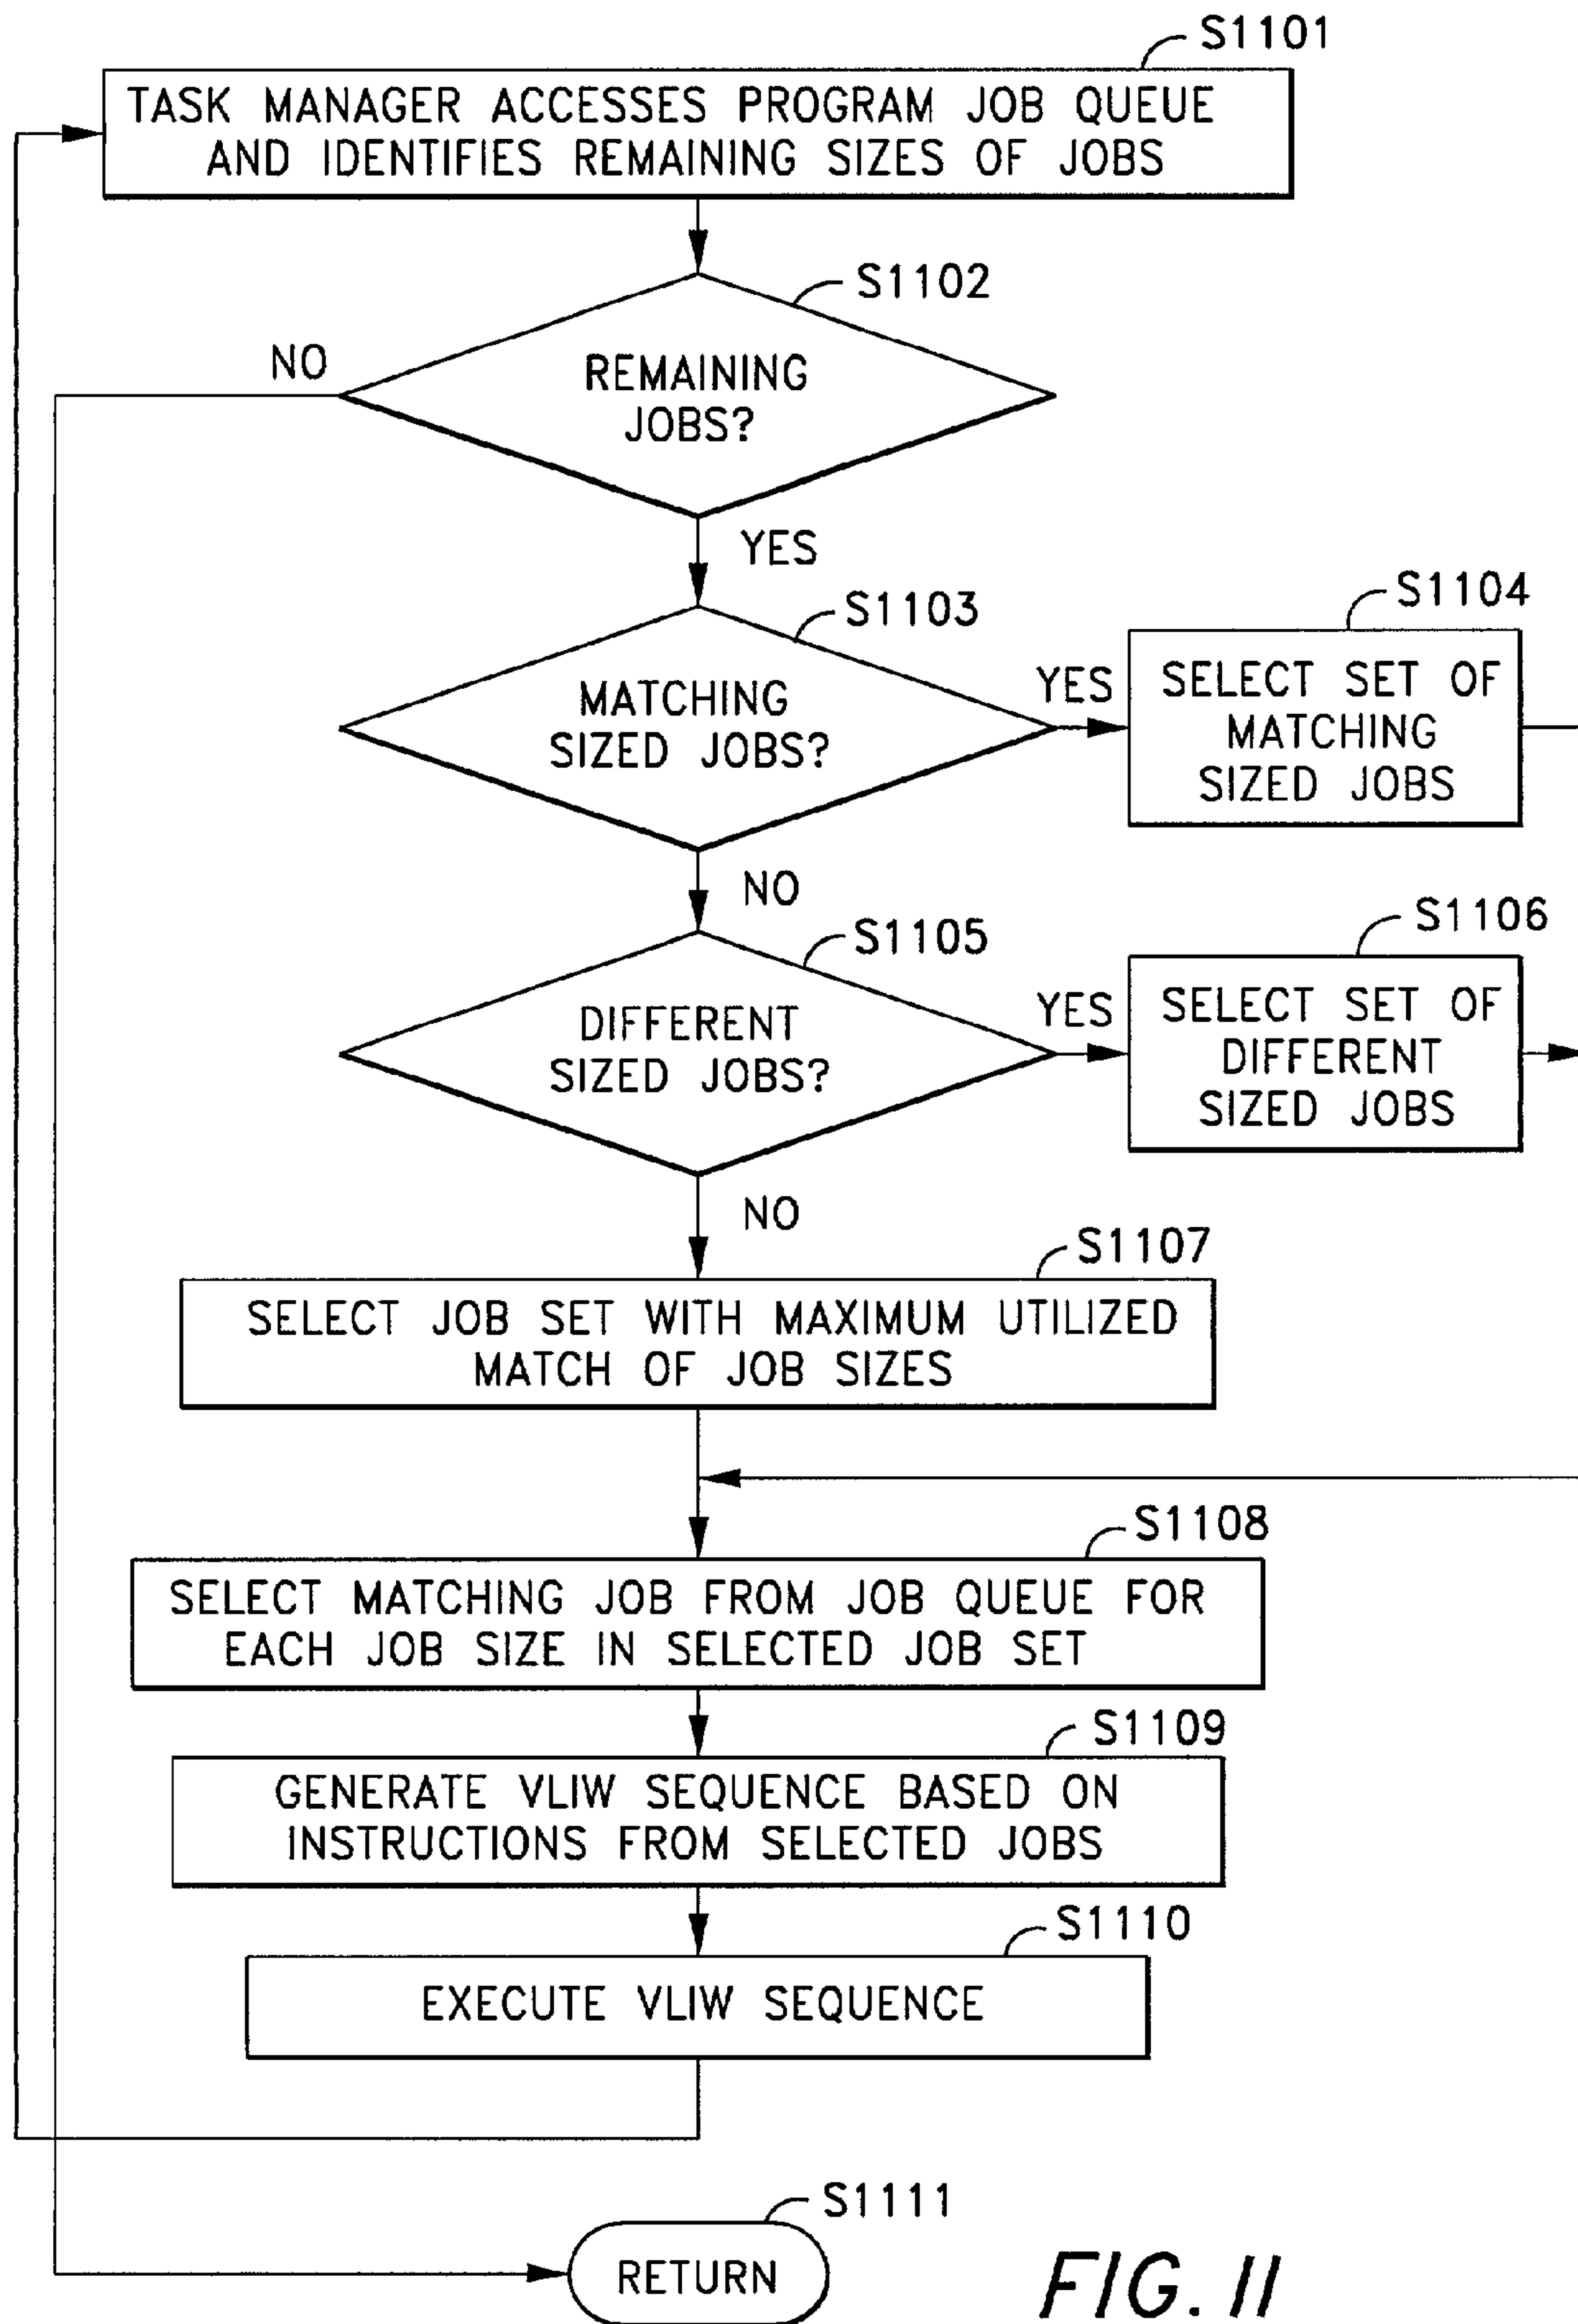 S1101
TASK MANAGER ACCESSES PROGRAM JOB QUEUE
AND IDENTIFIES REMAINING SIZES OF JOBS
S1102
NO
REMAINING
JOBS?
YES
S1103
MATCHING
SIZED JOBS?
YES
S1104
SELECT SET OF
MATCHING
SIZED JOBS
NO
S1105
DIFFERENT
SIZED JOBS?
YES
S1106
SELECT SET OF
DIFFERENT
SIZED JOBS
NO
S1107
SELECT JOB SET WITH MAXIMUM UTILIZED
MATCH OF JOB SIZES
S1108
SELECT MATCHING JOB FROM JOB QUEUE FOR
EACH JOB SIZE IN SELECTED JOB SET
S1109
GENERATE VLIW SEQUENCE BASED ON
INSTRUCTIONS FROM SELECTED JOBS
S1110
EXECUTE VLIW SEQUENCE
S1111
RETURN
FIG. 11